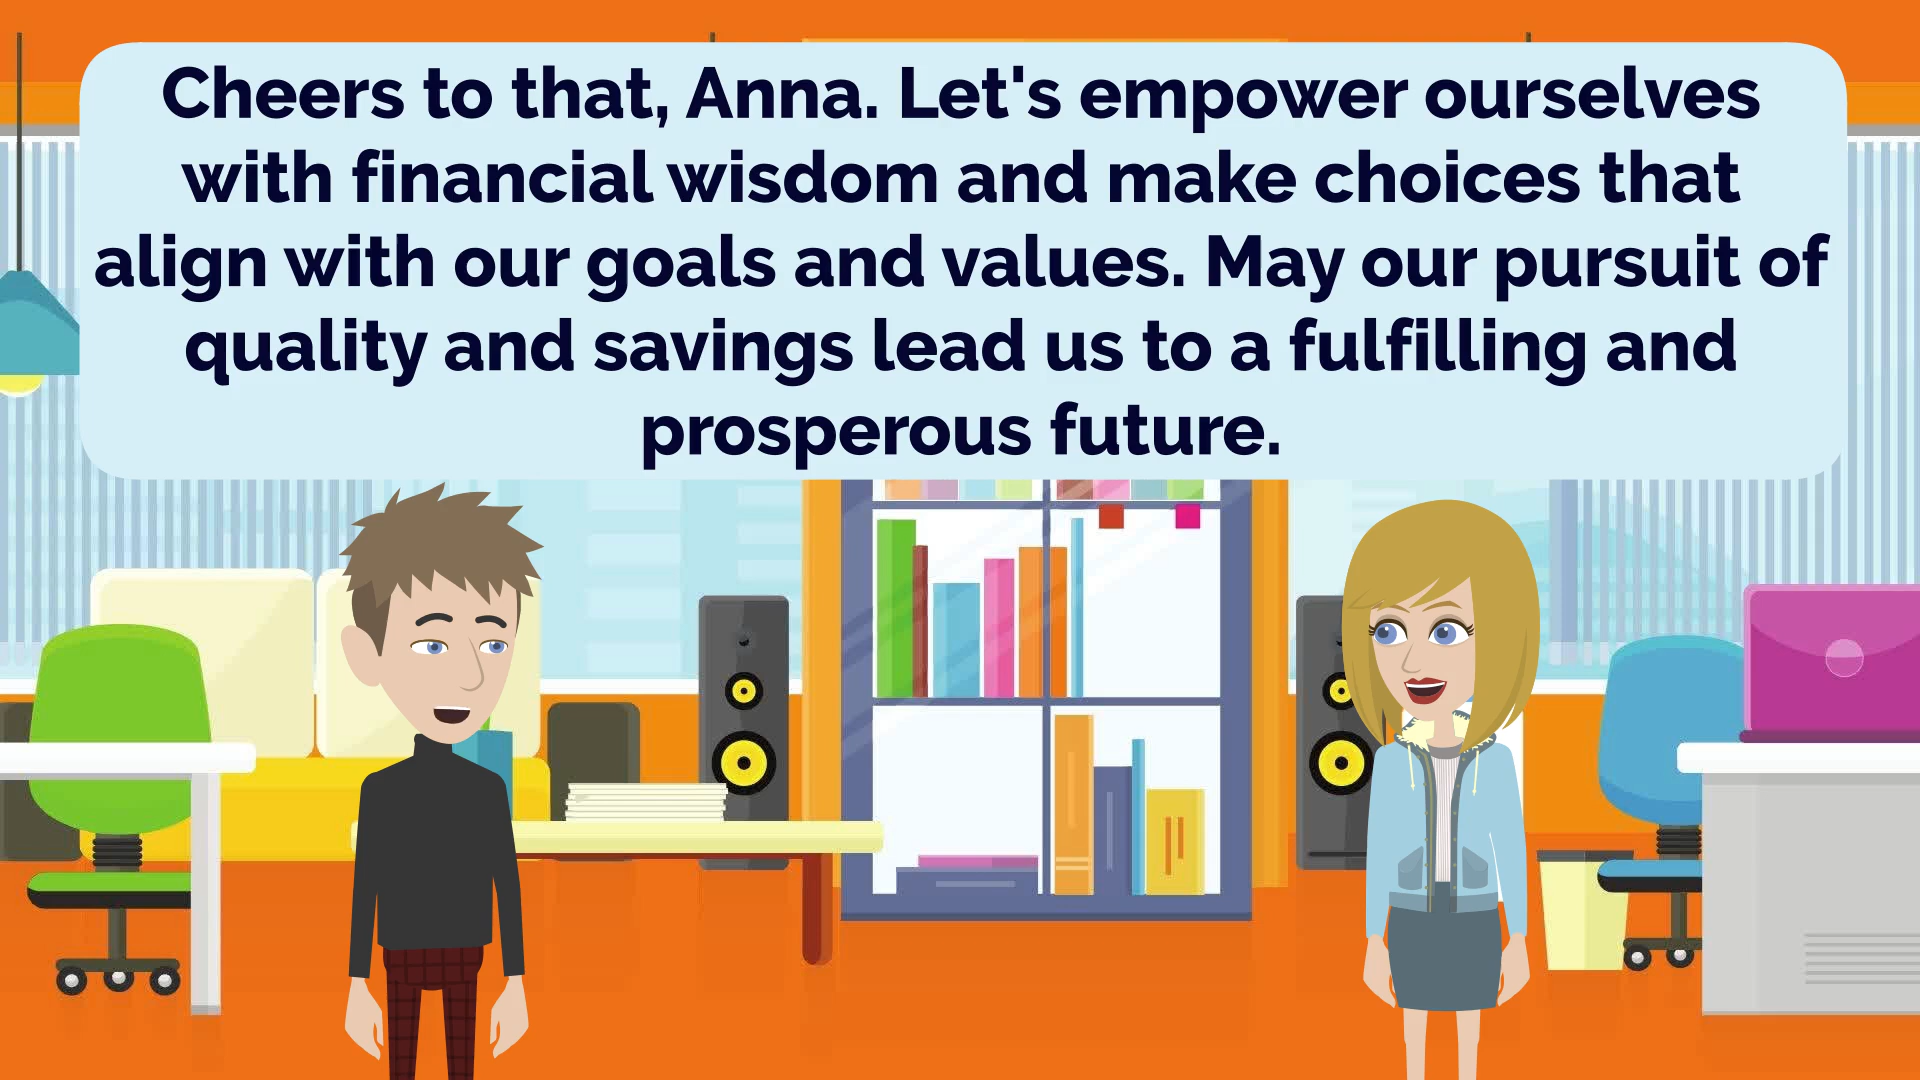 Cheers to that, Anna. Let's empower ourselves
with financial wisdom and make choices that
align with our goals and values. May our pursuit of
quality and savings lead us to a fulfilling and
prosperous future.